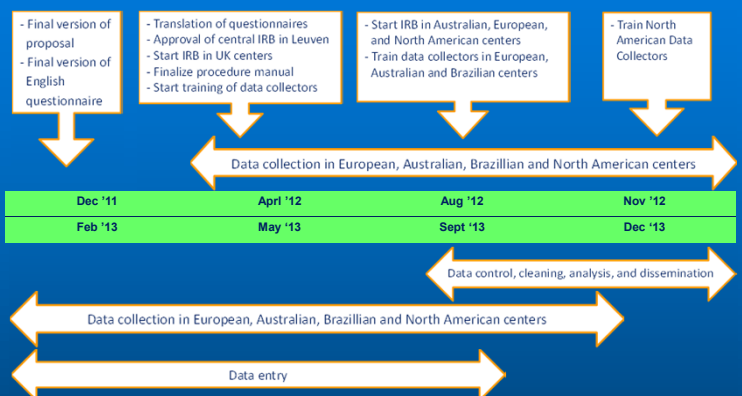 - Final version of
proposal
- Final version of
English
questionnaire
- Translation of questionnaires
- Approval of central IRB in Leuven
- Start IRB in UK centers
- Finalize procedure manual
- Start training of data collectors
- Start IRB in Australian, European,
and North American centers
- Train data collectors in European,
Australian and Brazilian centers
- Train North
American Data
Collectors
Data collection in European, Australian, Brazillian and North American centers
Dec ’11 Aprl ’12 Aug ’12 Nov ’12
Feb ’13 May ‘13 Sept ‘13 Dec ‘13
Data control, cleaning, analysis, and dissemination
Data collection in European, Australian, Brazillian and North American centers
Data entry